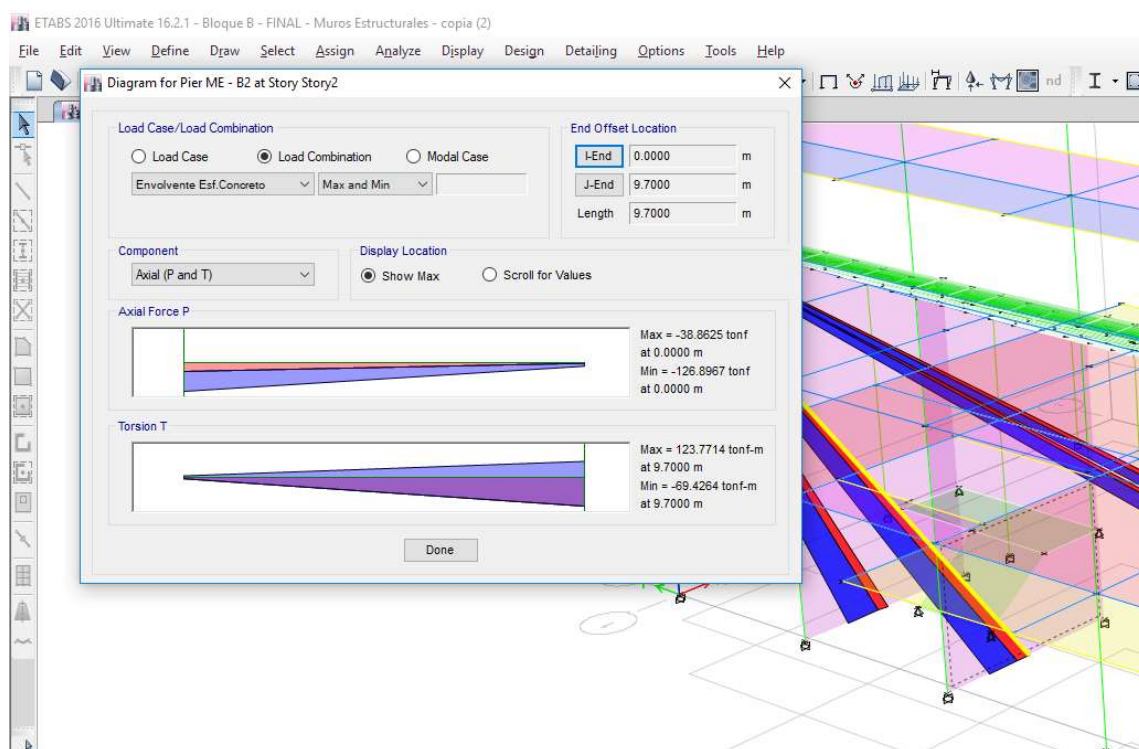 ETABS 2016 Ultimate 16.2.1 - Bloque B - FINAL - Muros Estructurales - copia (2)
File Edit View Define Draw Select Assign Analyze Display Design Detailing Options Tools Help
nd
Diagram for Pier ME - B2 at Story Story2
Load Case/Load Combination
Load Case Load Combination Modal Case
Envolvente Esf.Concreto Max and Min
End Offset Location
I-End 0.0000 m
J-End 9.7000 m
Length 9.7000 m
Component
Axial (P and T)
Display Location
Show Max Scroll for Values
Axial Force P
Max = -38.8625 tonf
at 0.0000 m
Min = -126.8967 tonf
at 0.0000 m
Torsion T
Max = 123.7714 tonf-m
at 9.7000 m
Min = -69.4264 tonf-m
at 9.7000 m
Done